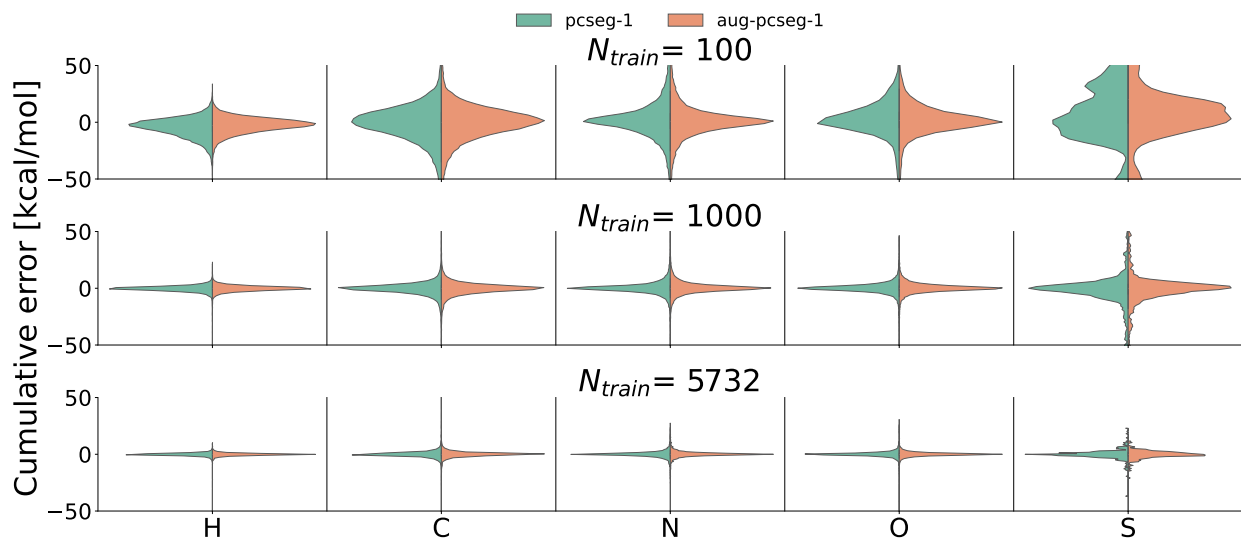 pcseg-1 aug-pcseg-1
N_train = 100
Cumulative error [kcal/mol]
50
0
−50
N_train = 1000
50
0
−50
N_train = 5732
50
0
−50
H C N O S